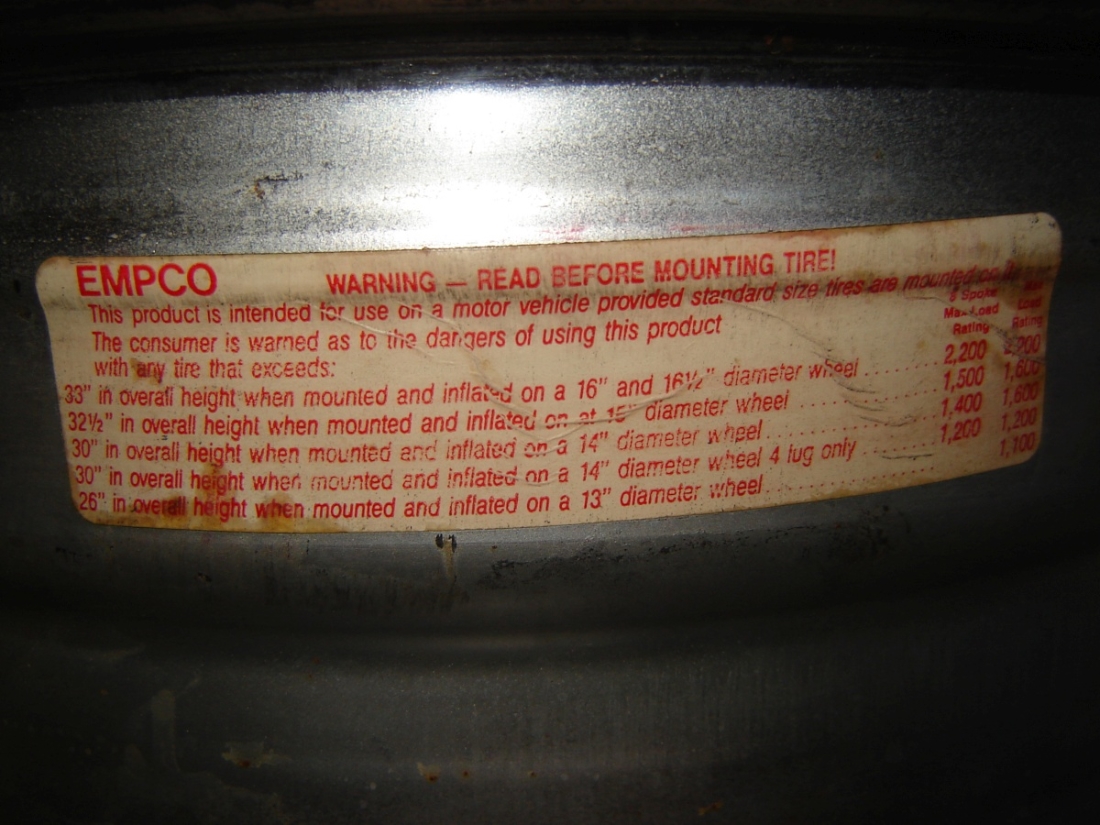 EMPCO WARNING — READ BEFORE MOUNTING TIRE!
This product is intended for use on a motor vehicle provided standard size tires are mounted on
The consumer is warned as to the dangers of using this product
with any tire that exceeds:
8 Spoke Max Load Rating
Max Load Rating
33" in overall height when mounted and inflated on a 16" and 16½" diameter wheel ........ 2,200 2,200
32½" in overall height when mounted and inflated on at 15" diameter wheel ........ 1,500 1,600
30" in overall height when mounted and inflated on a 14" diameter wheel ........ 1,400 1,600
30" in overall height when mounted and inflated on a 14" diameter wheel 4 lug only ........ 1,200 1,200
26" in overall height when mounted and inflated on a 13" diameter wheel ........ 1,100